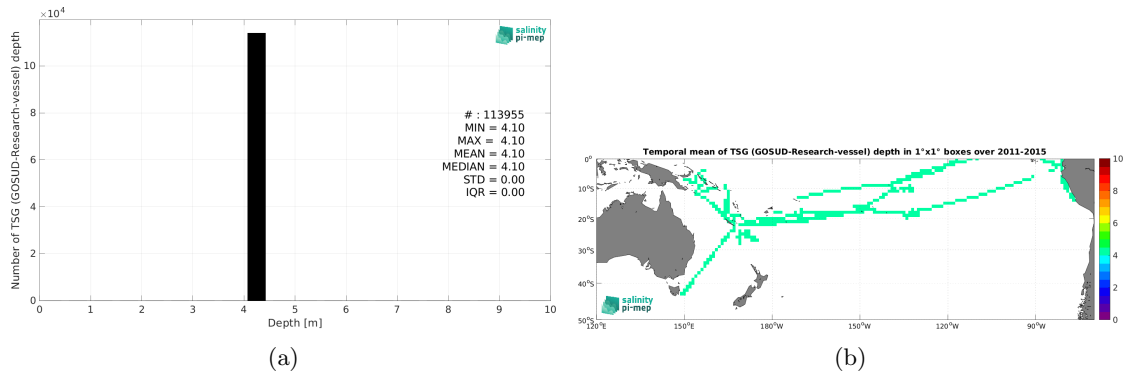 ×10⁴
10
8
6
4
2
0
Number of TSG (GOSUD-Research-vessel) depth
salinity
pi-mep
# : 113955
MIN = 4.10
MAX = 4.10
MEAN = 4.10
MEDIAN = 4.10
STD = 0.00
IQR = 0.00
0 1 2 3 4 5 6 7 8 9 10
Depth [m]
(a)
Temporal mean of TSG (GOSUD-Research-vessel) depth in 1°x1° boxes over 2011-2015
0°
10°S
20°S
30°S
40°S
50°S
120°E 150°E 180°W 150°W 120°W 90°W
salinity
pi-mep
10
8
6
4
2
0
(b)